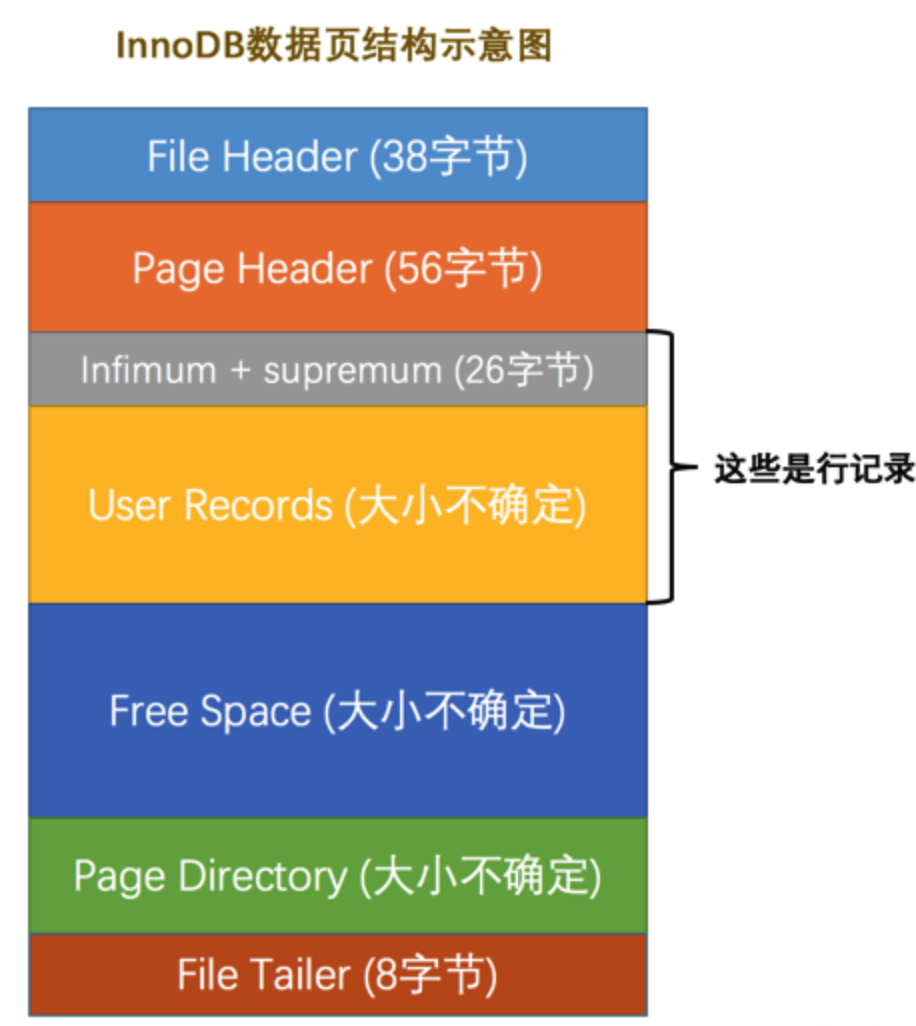 InnoDB数据页结构示意图
File Header (38字节)
Page Header (56字节)
Infimum + supremum (26字节)
这些是行记录
User Records (大小不确定)
Free Space (大小不确定)
Page Directory (大小不确定)
File Tailer (8字节)